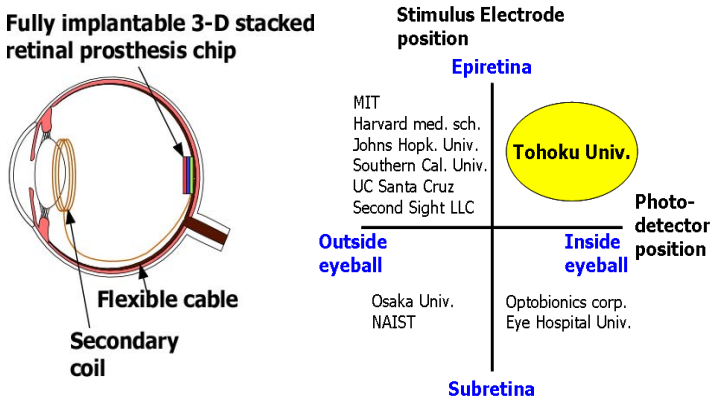 Fully implantable 3-D stacked
retinal prosthesis chip
Flexible cable
Secondary
coil
Stimulus Electrode
position
Epiretina
MIT
Harvard med. sch.
Johns Hopk. Univ.
Southern Cal. Univ.
UC Santa Cruz
Second Sight LLC
Tohoku Univ.
Photo-
detector
position
Outside
eyeball
Inside
eyeball
Osaka Univ.
NAIST
Optobionics corp.
Eye Hospital Univ.
Subretina